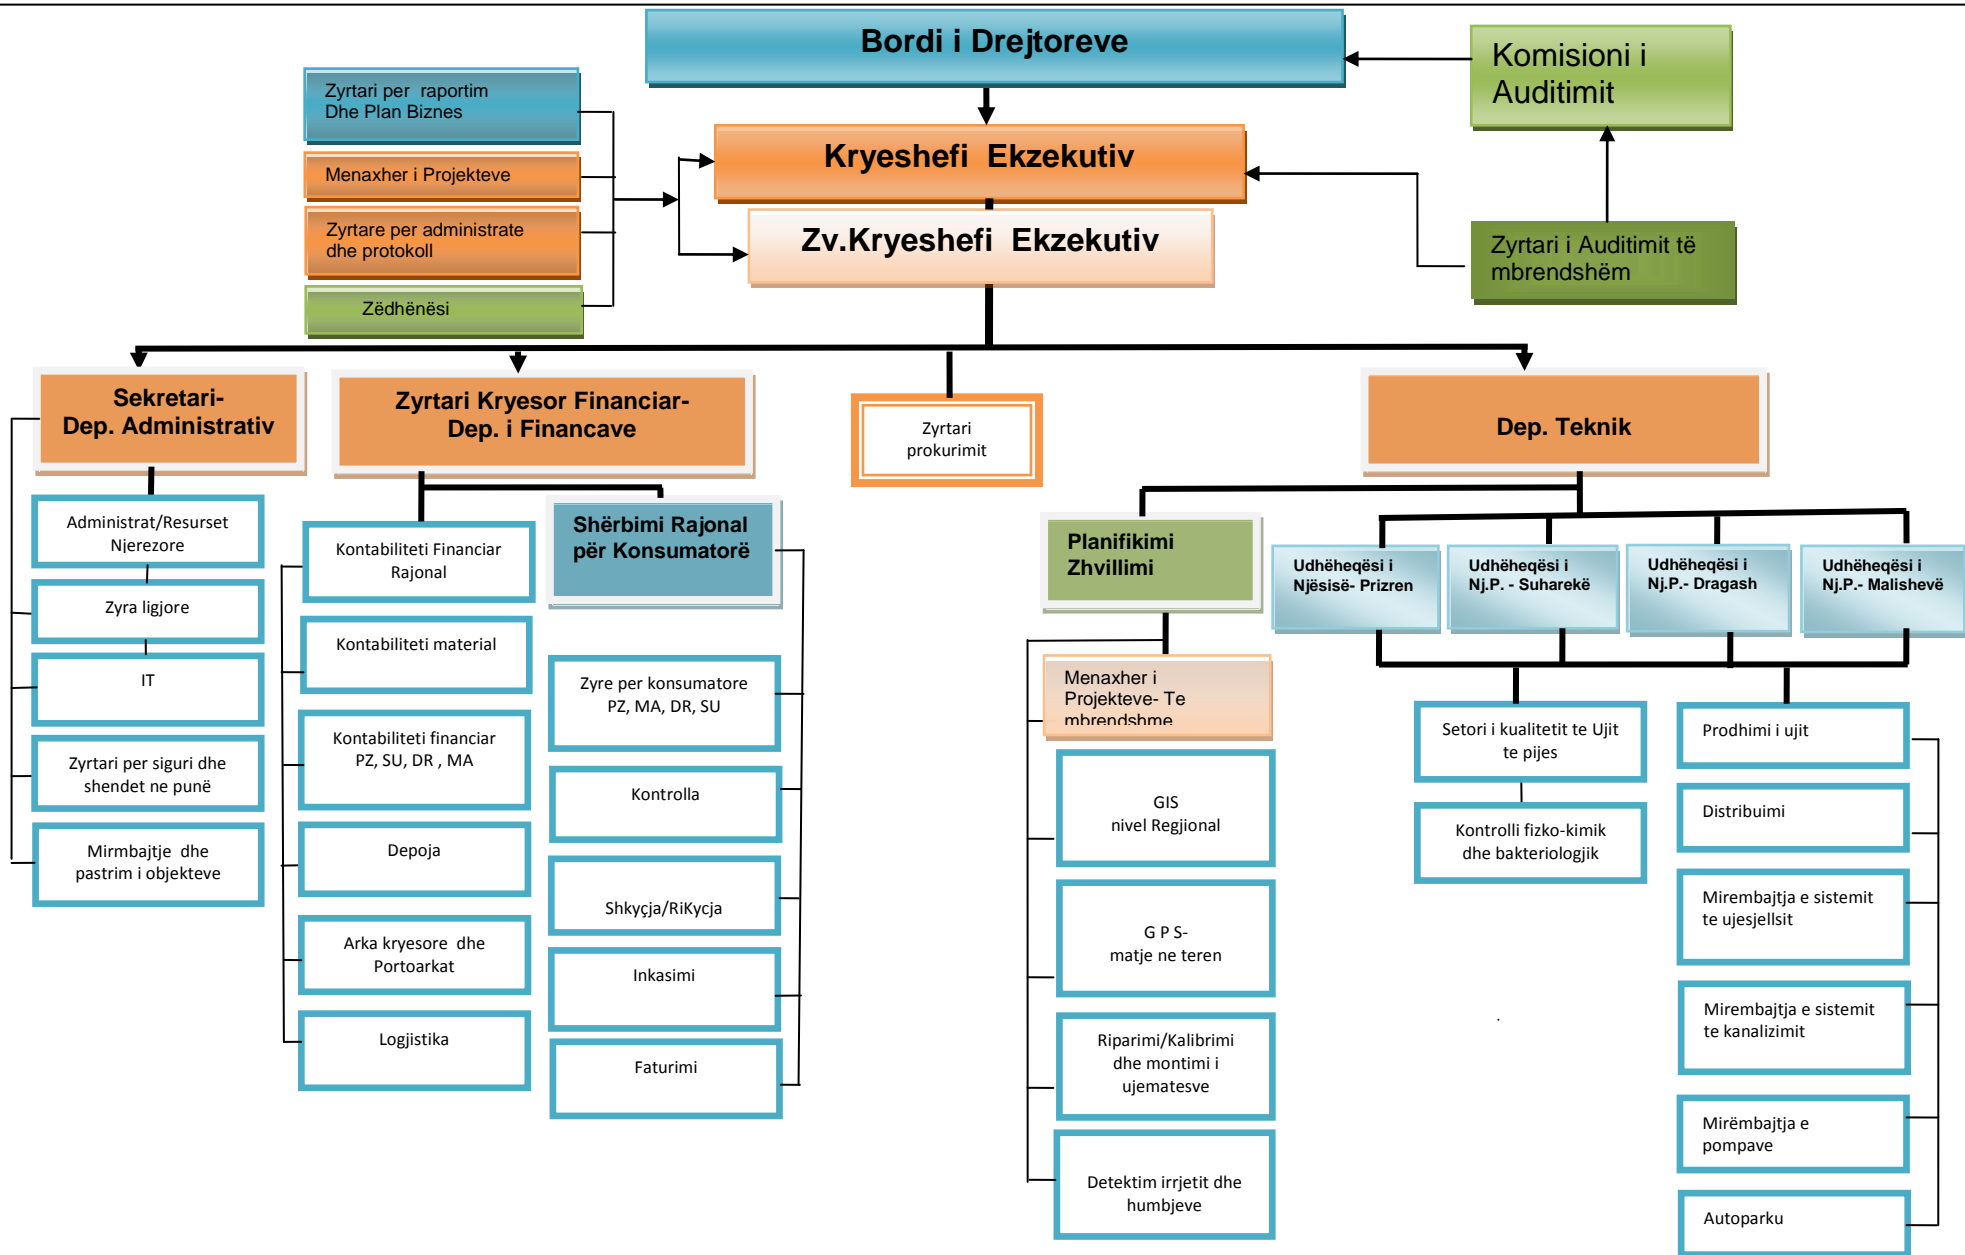 Bordi i Drejtoreve
Komisioni i
Auditimit
Zyrtari per raportim
Dhe Plan Biznes
Menaxher i Projekteve
Zyrtare per administrate
dhe protokoll
Zëdhënësi
Kryeshefi Ekzekutiv
Zv.Kryeshefi Ekzekutiv
Zyrtari i Auditimit të
mbrendshëm
Sekretari-
Dep. Administrativ
Zyrtari Kryesor Financiar-
Dep. i Financave
Zyrtari
prokurimit
Dep. Teknik
Administrat/Resurset
Njerezore
Zyra ligjore
IT
Zyrtari per siguri dhe
shendet ne punë
Mirmbajtje dhe
pastrim i objekteve
Kontabiliteti Financiar
Rajonal
Kontabiliteti material
Kontabiliteti financiar
PZ, SU, DR , MA
Depoja
Arka kryesore dhe
Portoarkat
Logjistika
Shërbimi Rajonal
për Konsumatorë
Zyre per konsumatore
PZ, MA, DR, SU
Kontrolla
Shkyçja/RiKycja
Inkasimi
Faturimi
Planifikimi
Zhvillimi
Menaxher i
Projekteve- Te
mbrendshme
GIS
nivel Regjional
G P S-
matje ne teren
Riparimi/Kalibrimi
dhe montimi i
ujematesve
Detektim irrjetit dhe
humbjeve
Udhëheqësi i
Njësisë- Prizren
Udhëheqësi i
Nj.P. - Suharekë
Udhëheqësi i
Nj.P.- Dragash
Udhëheqësi i
Nj.P.- Malishevë
Setori i kualitetit te Ujit
te pijes
Kontrolli fizko-kimik
dhe bakteriologjik
Prodhimi i ujit
Distribuimi
Mirembajtja e sistemit
te ujesjellsit
Mirembajtja e sistemit
te kanalizimit
Mirëmbajtja e
pompave
Autoparku